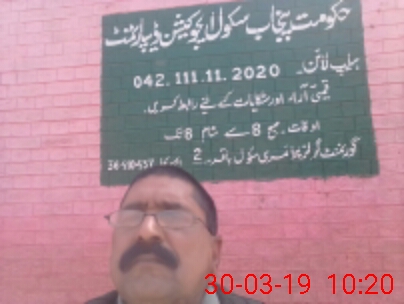 حکومت پنجاب سکول ایجوکیشن ڈیپارٹمنٹ
ہیلپ لائن۔
042.111.11.2020
قیمتی آراء اور شکایات کے لیے رابطہ کریں۔
اوقات۔ صبح 8 سے شام 8 تک
گورنمنٹ گرلز پرائمری سکول
30-03-19 10:20